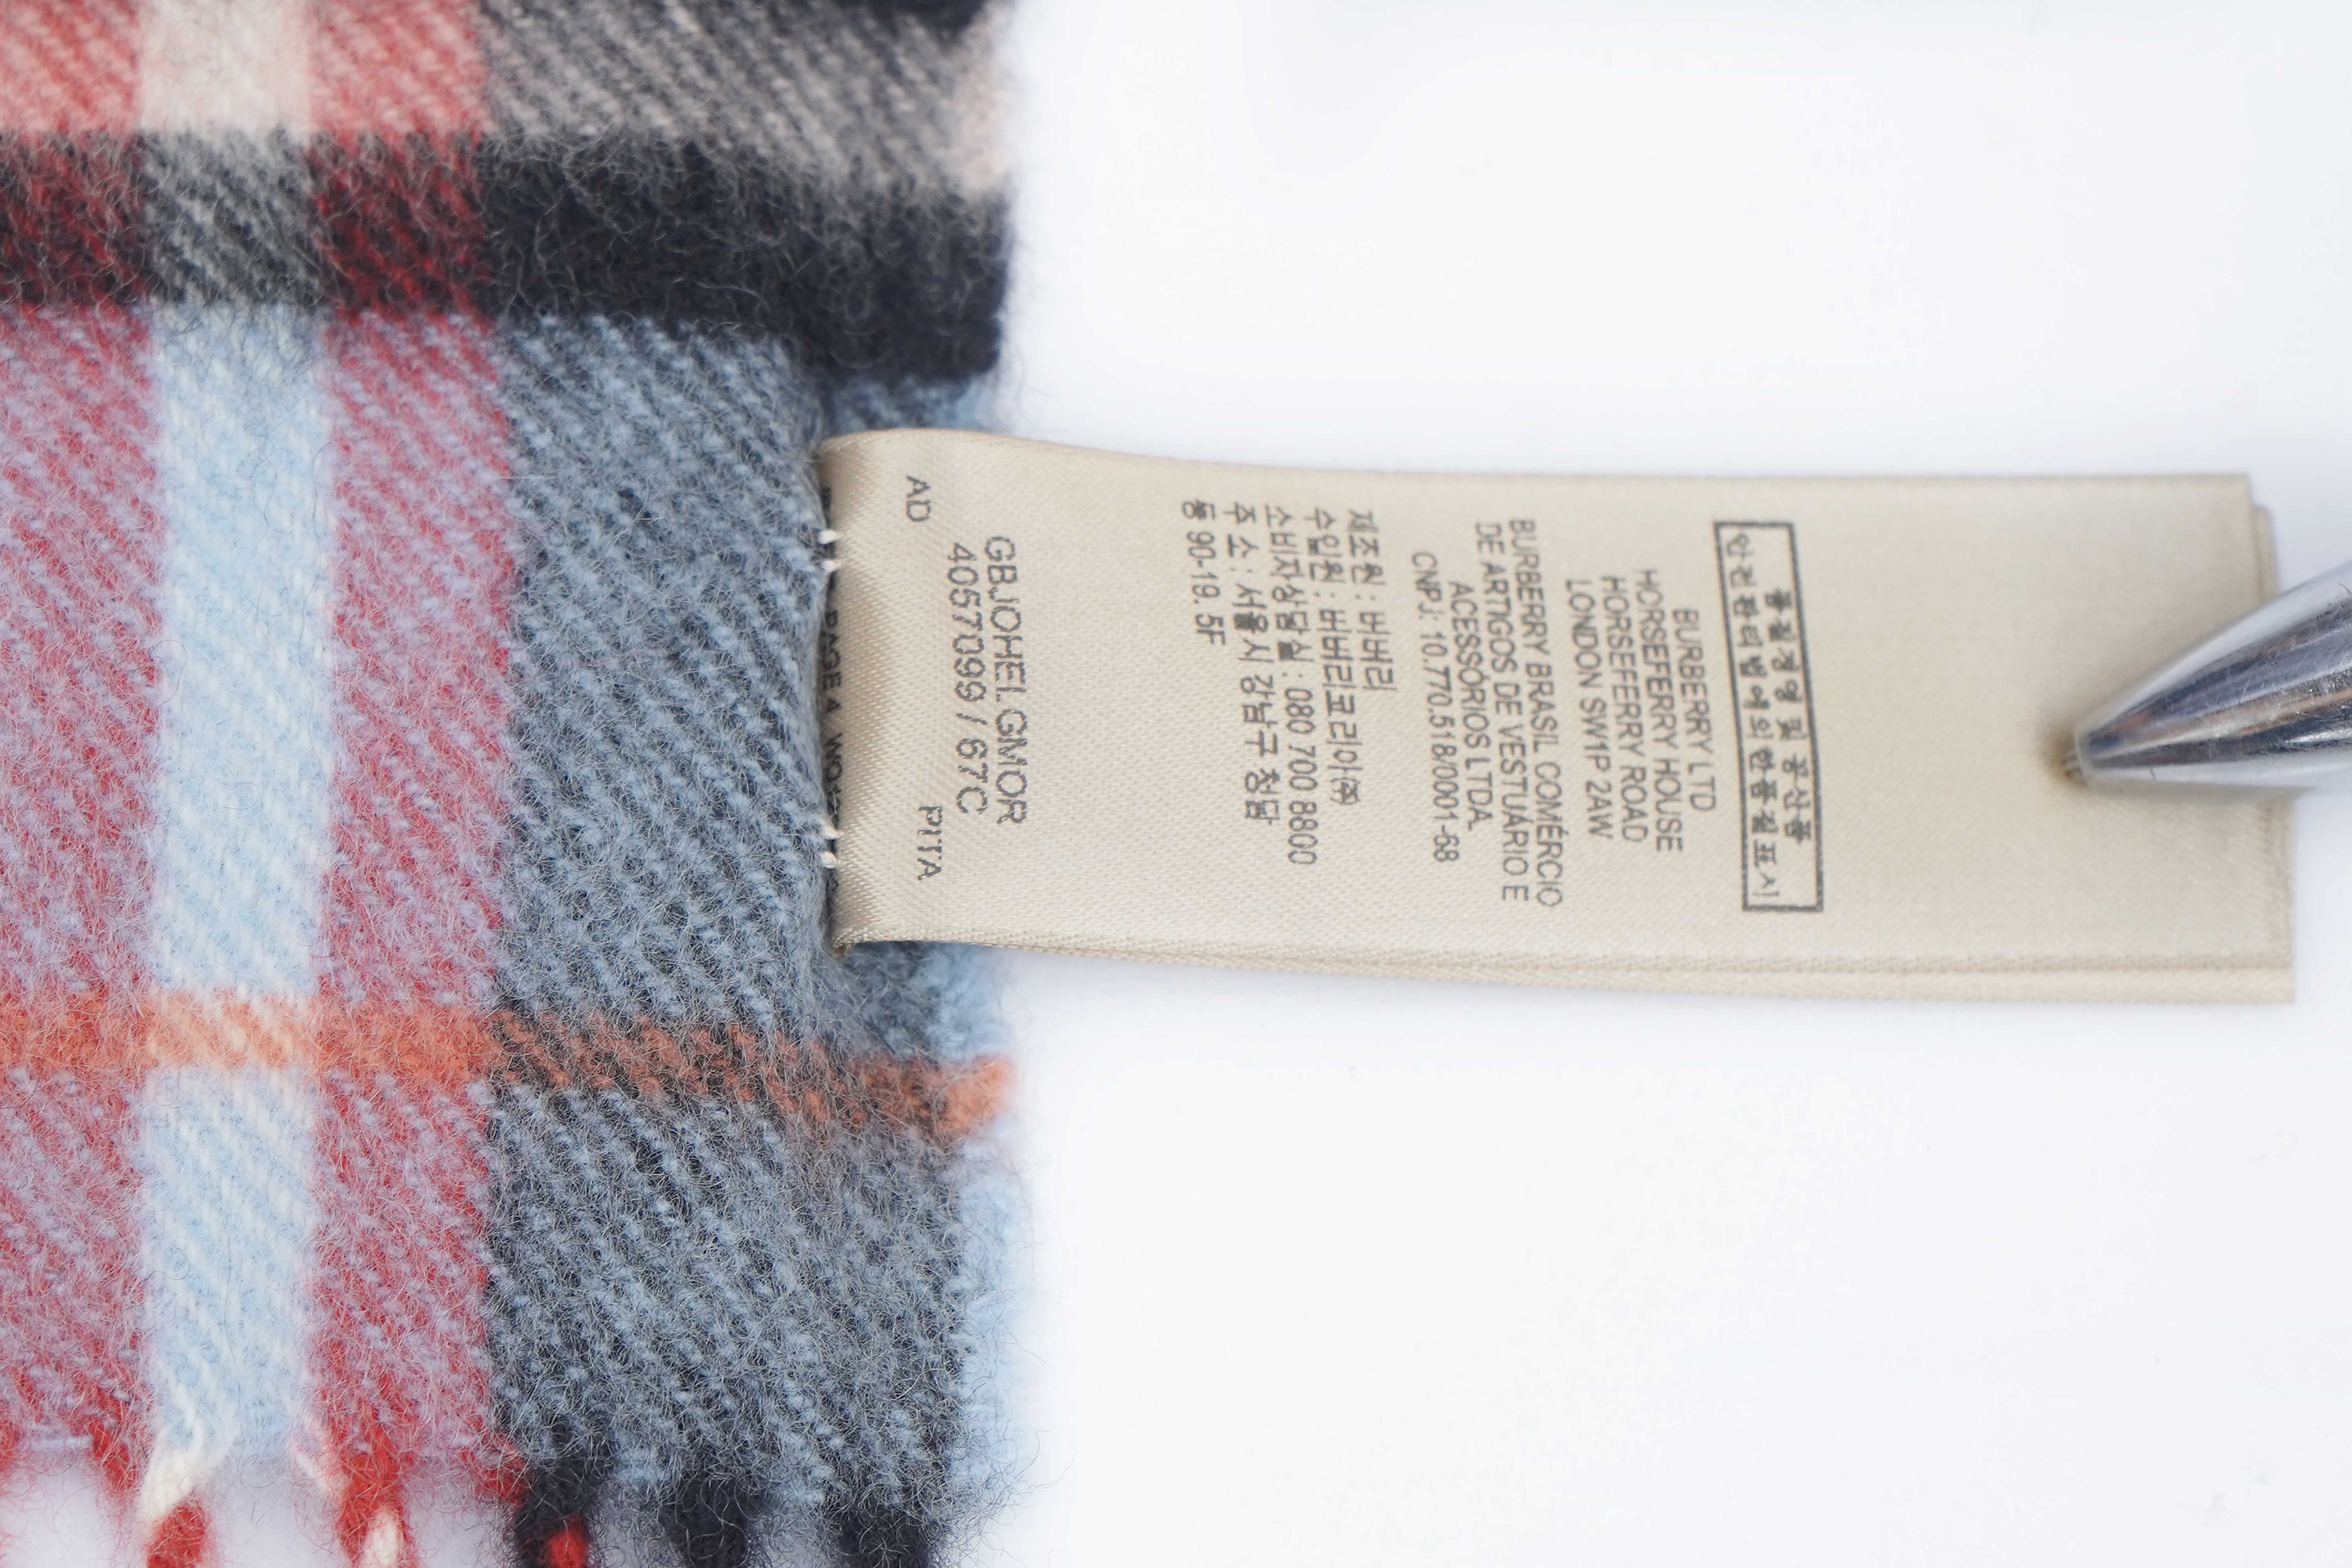 품질경영 및 공산품
안전관리법에의한품질표시
BURBERRY LTD
HORSEFERRY HOUSE
HORSEFERRY ROAD
LONDON SW1P 2AW
BURBERRY BRASIL COMÉRCIO
DE ARTIGOS DE VESTUÁRIO E
ACESSÓRIOS LTDA.
CNPJ: 10.770.518/0001-68
제조원 : 버버리
수입원 : 버버리코리아㈜
소비자상담실 : 080 700 8800
주 소 : 서울시 강남구 청담
동 90-19. 5F
GBJOHELGMOR
4057099 / 67C
AD PITA